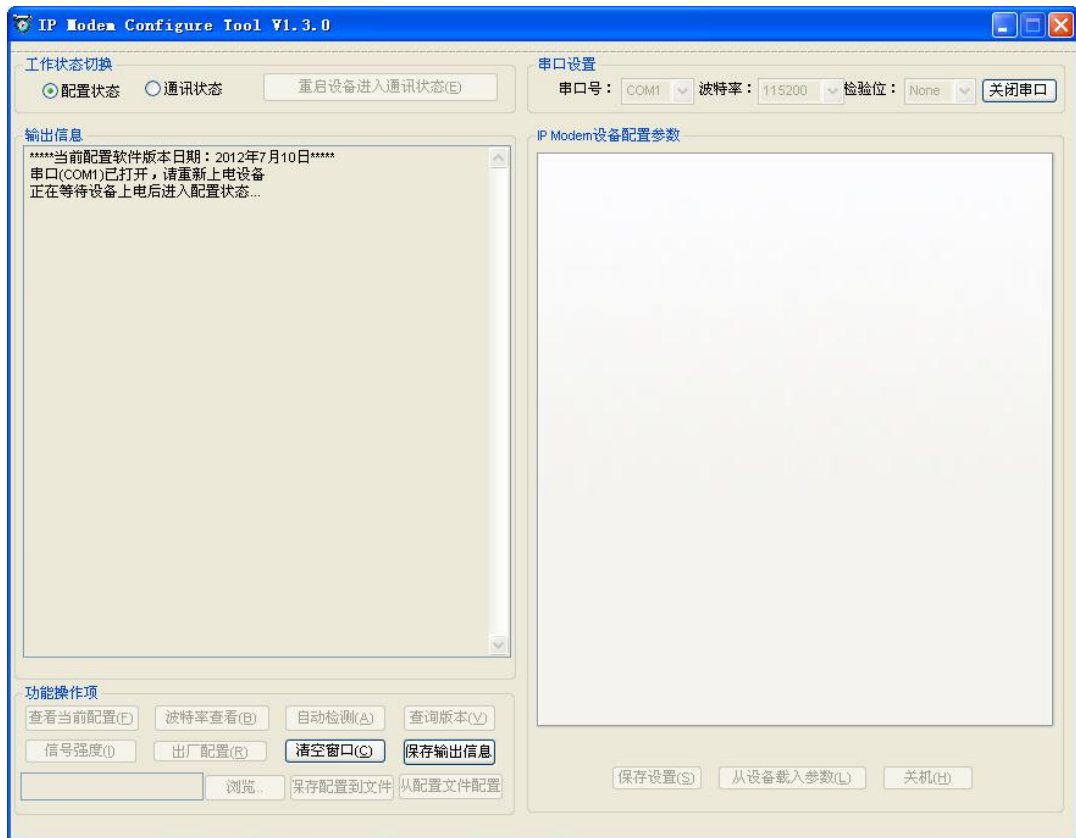 IP Modem Configure Tool V1.3.0
工作状态切换
配置状态 通讯状态 重启设备进入通讯状态(E)
串口设置
串口号： COM1 波特率： 115200 检验位： None 关闭串口
输出信息
*****当前配置软件版本日期：2012年7月10日*****
串口(COM1)已打开，请重新上电设备
正在等待设备上电后进入配置状态...
IP Modem设备配置参数
功能操作项
查看当前配置(F) 波特率查看(B) 自动检测(A) 查询版本(V)
信号强度(I) 出厂配置(R) 清空窗口(C) 保存输出信息
浏览... 保存配置到文件 从配置文件配置
保存设置(S) 从设备载入参数(L) 关机(H)